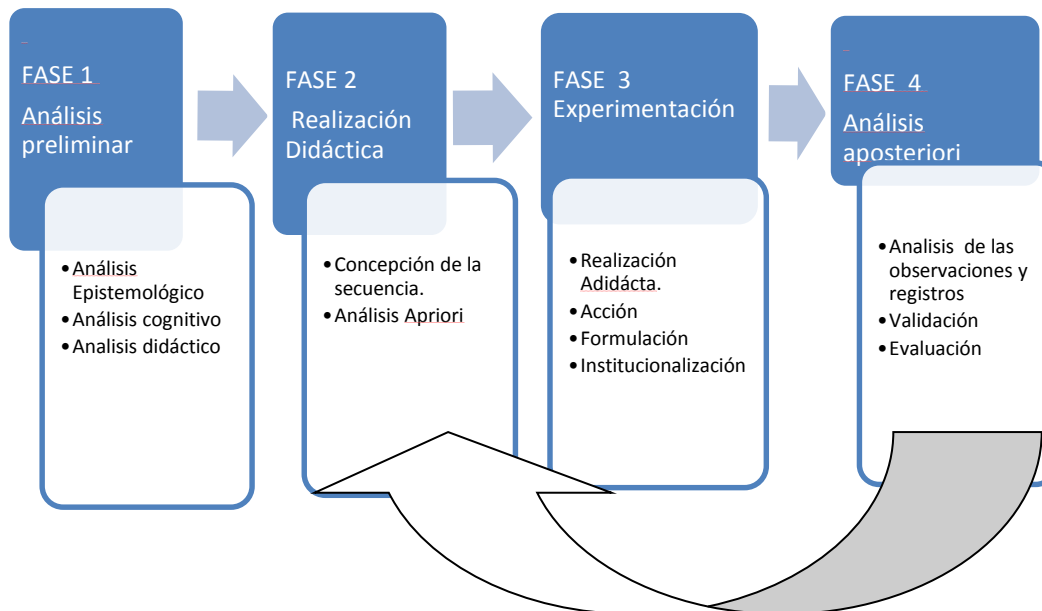 FASE 1
Análisis
preliminar
•Análisis
Epistemológico
•Análisis cognitivo
•Analisis didáctico
FASE 2
Realización
Didáctica
•Concepción de la
secuencia.
•Análisis Apriori
FASE 3
Experimentación
•Realización
Adidácta.
•Acción
•Formulación
•Institucionalización
FASE 4
Análisis
aposteriori
•Analisis de las
observaciones y
registros
•Validación
•Evaluación